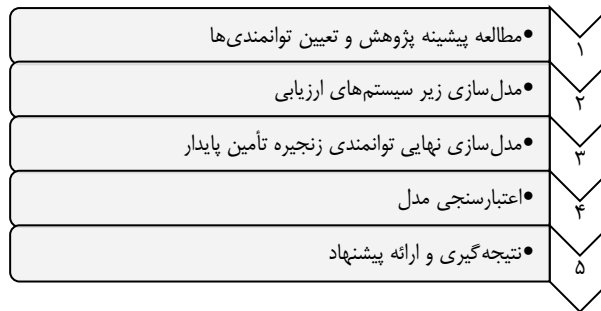 ۱
•مطالعه پیشینه پژوهش و تعیین توانمندی‌ها
۲
•مدل‌سازی زیر سیستم‌های ارزیابی
۳
•مدل‌سازی نهایی توانمندی زنجیره تأمین پایدار
۴
•اعتبارسنجی مدل
۵
•نتیجه‌گیری و ارائه پیشنهاد